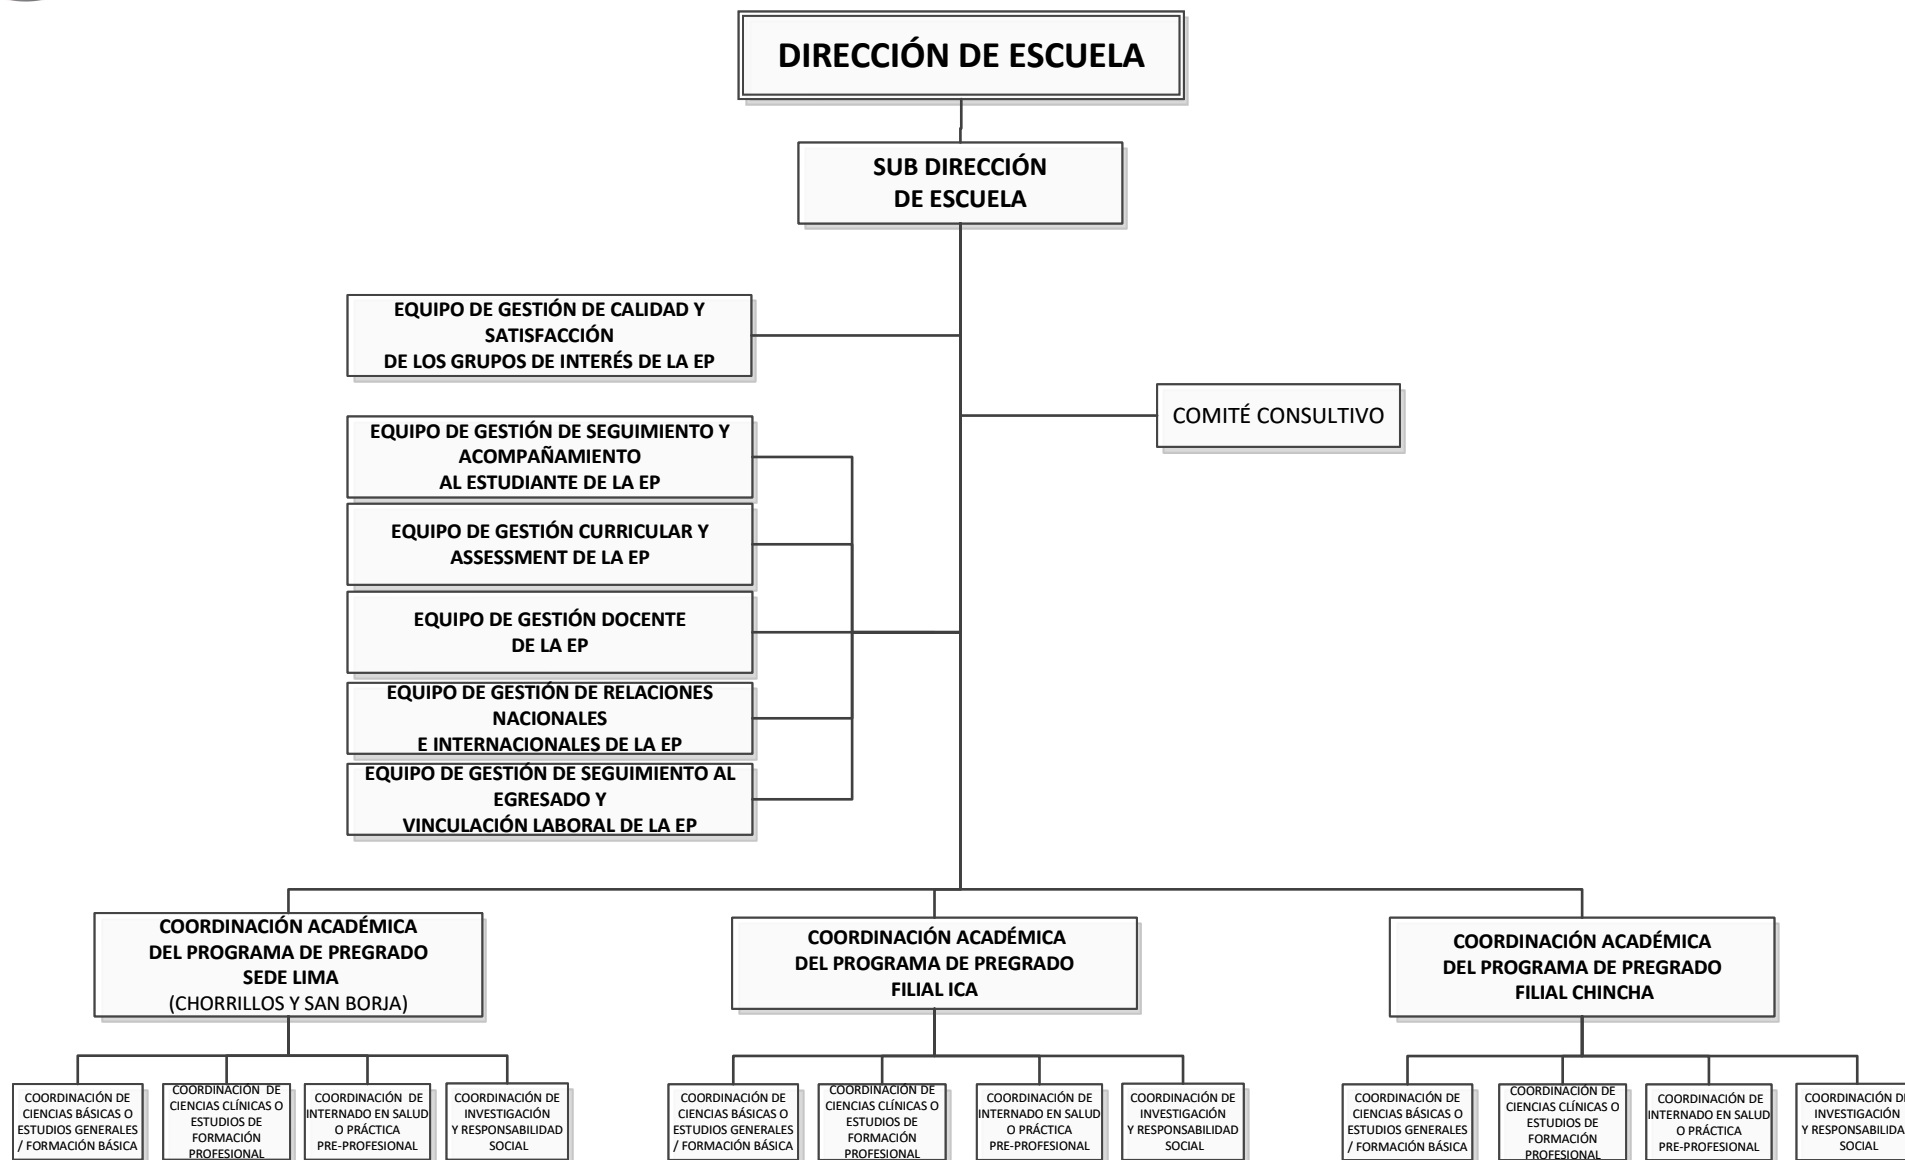 DIRECCIÓN DE ESCUELA
SUB DIRECCIÓN
DE ESCUELA
EQUIPO DE GESTIÓN DE CALIDAD Y
SATISFACCIÓN
DE LOS GRUPOS DE INTERÉS DE LA EP
COMITÉ CONSULTIVO
EQUIPO DE GESTIÓN DE SEGUIMIENTO Y
ACOMPAÑAMIENTO
AL ESTUDIANTE DE LA EP
EQUIPO DE GESTIÓN CURRICULAR Y
ASSESSMENT DE LA EP
EQUIPO DE GESTIÓN DOCENTE
DE LA EP
EQUIPO DE GESTIÓN DE RELACIONES
NACIONALES
E INTERNACIONALES DE LA EP
EQUIPO DE GESTIÓN DE SEGUIMIENTO AL
EGRESADO Y
VINCULACIÓN LABORAL DE LA EP
COORDINACIÓN ACADÉMICA
DEL PROGRAMA DE PREGRADO
SEDE LIMA
(CHORRILLOS Y SAN BORJA)
COORDINACIÓN ACADÉMICA
DEL PROGRAMA DE PREGRADO
FILIAL ICA
COORDINACIÓN ACADÉMICA
DEL PROGRAMA DE PREGRADO
FILIAL CHINCHA
COORDINACIÓN DE
CIENCIAS BÁSICAS O
ESTUDIOS GENERALES
/ FORMACIÓN BÁSICA
COORDINACIÓN DE
CIENCIAS CLÍNICAS O
ESTUDIOS DE
FORMACIÓN
PROFESIONAL
COORDINACIÓN DE
INTERNADO EN SALUD
O PRÁCTICA
PRE-PROFESIONAL
COORDINACIÓN DE
INVESTIGACIÓN
Y RESPONSABILIDAD
SOCIAL
COORDINACIÓN DE
CIENCIAS BÁSICAS O
ESTUDIOS GENERALES
/ FORMACIÓN BÁSICA
COORDINACIÓN DE
CIENCIAS CLÍNICAS O
ESTUDIOS DE
FORMACIÓN
PROFESIONAL
COORDINACIÓN DE
INTERNADO EN SALUD
O PRÁCTICA
PRE-PROFESIONAL
COORDINACIÓN DE
INVESTIGACIÓN
Y RESPONSABILIDAD
SOCIAL
COORDINACIÓN DE
CIENCIAS BÁSICAS O
ESTUDIOS GENERALES
/ FORMACIÓN BÁSICA
COORDINACIÓN DE
CIENCIAS CLÍNICAS O
ESTUDIOS DE
FORMACIÓN
PROFESIONAL
COORDINACIÓN DE
INTERNADO EN SALUD
O PRÁCTICA
PRE-PROFESIONAL
COORDINACIÓN DE
INVESTIGACIÓN
Y RESPONSABILIDA
SOCIAL